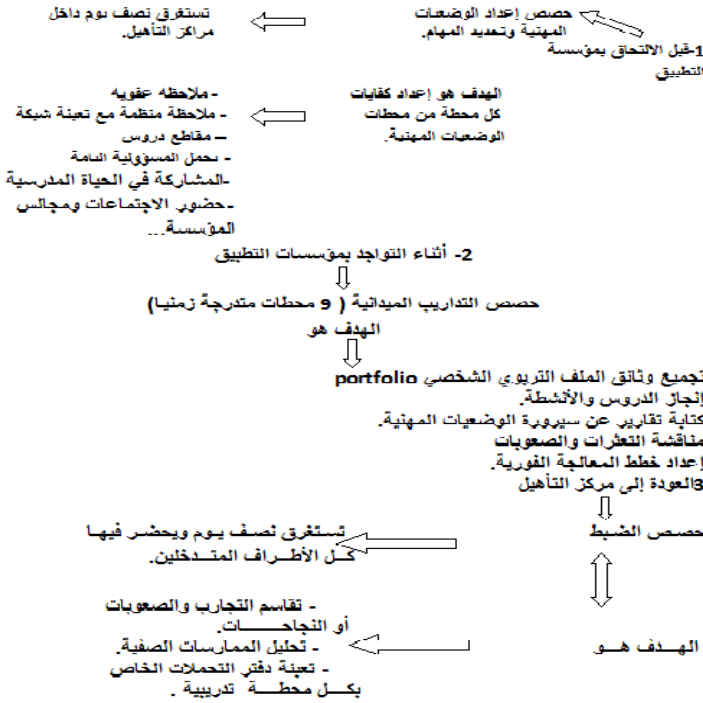 حصص إعداد الوضعيات
المهنية وتحديد المهام.
تستغرق نصف يوم داخل
مراكز التأهيل.
1-قبل الالتحاق بمؤسسة
التطبيق
الهدف هو إعداد كفايات
كل محطة من محطات
الوضعيات المهنية.
- ملاحظة عفوية
- ملاحظة منظمة مع تعبئة شبكة
– مقاطع دروس
- تحمل المسؤولية التامة
-المشاركة في الحياة المدرسية
-حضور الاجتماعات ومجالس
المؤسسة...
2- أثناء التواجد بمؤسسات التطبيق
حصص التداريب الميدانية ( 9 محطات متدرجة زمنيا)
الهدف هو
تجميع وثائق الملف التربوي الشخصي portfolio
إنجاز الدروس والأنشطة.
كتابة تقارير عن سيرورة الوضعيات المهنية.
مناقشة التعثرات والصعوبات
إعداد خطط المعالجة الفورية.
3العودة إلى مركز التأهيل
حصص الضبط
تستغرق نصف يوم ويحضر فيها
كل الأطراف المتدخلين.
الهدف هو
- تقاسم التجارب والصعوبات
أو النجاحات.
- تحليل الممارسات الصفية.
- تعبئة دفتر التحملات الخاص
بكل محطة تدريبية .